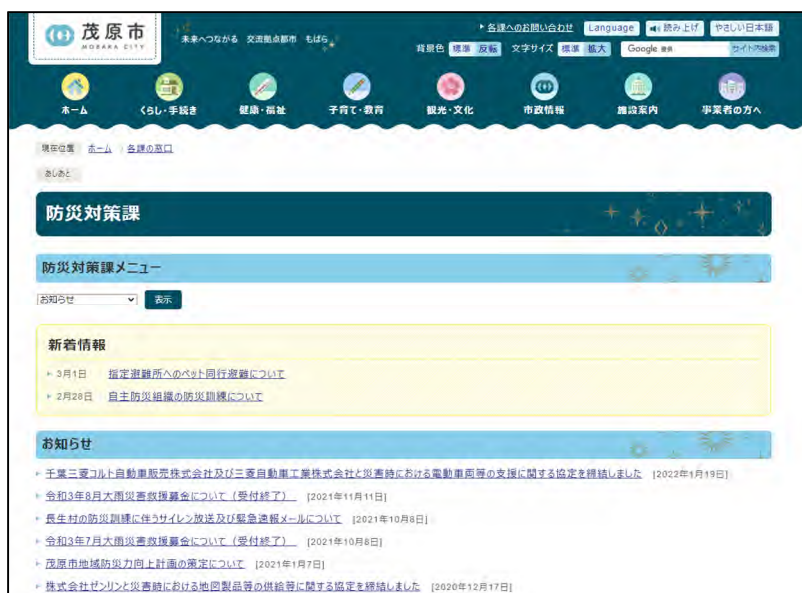 茂原市
MOBARA CITY
未来へつながる 交流拠点都市 もばら
各課へのお問い合わせ Language 読み上げ やさしい日本語
背景色 標準 反転 文字サイズ 標準 拡大 Google 提供 サイト内検索
ホーム くらし・手続き 健康・福祉 子育て・教育 観光・文化 市政情報 施設案内 事業者の方へ
現在位置 ホーム 各課の窓口
あしあと
防災対策課
防災対策課メニュー
お知らせ 表示
新着情報
3月1日 指定避難所へのペット同行避難について
2月28日 自主防災組織の防災訓練について
お知らせ
千葉三菱コルト自動車販売株式会社及び三菱自動車工業株式会社と災害時における電動車両等の支援に関する協定を締結しました [2022年1月19日]
令和3年8月大雨災害救援募金について(受付終了) [2021年11月11日]
長生村の防災訓練に伴うサイレン放送及び緊急速報メールについて [2021年10月8日]
令和3年7月大雨災害救援募金について(受付終了) [2021年10月8日]
茂原市地域防災力向上計画の策定について [2021年1月7日]
株式会社ゼンリンと災害時における地図製品等の供給等に関する協定を締結しました [2020年12月17日]